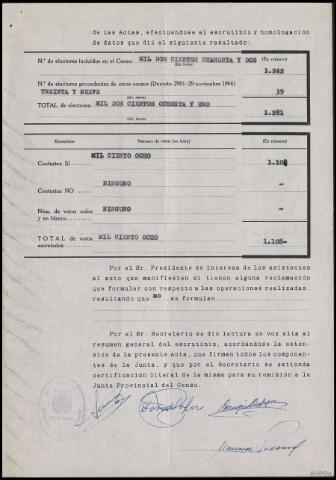 de las Actas, efectuándose el escrutinio y homologación
de datos que dió el siguiente resultado:
N.º de electores incluidos en el Censo: MIL DOS CIENTOS CUARENTA Y DOS (En número)
(En letra) 1.242
N.º de electores procedentes de otros censos (Decreto 2981 -29 noviembre 1966)
TREINTA Y NUEVE 39
(En letra) (En número)
TOTAL de electores: MIL DOS CIENTOS OCHENTA Y UNO
(En letra) 1.281
Escrutinio Número de votos (en letra) (En número)
Contestan SI MIL CIENTO OCHO 1.108
Contestan NO NINGUNO -
Núm. de votos nulos y en blanco NINGUNO -
TOTAL de votos escrutados MIL CIENTO OCHO 1.108-
Por el Sr. Presidente se interesa de los asistentes
al acto que manifiesten si tienen alguna reclamación
que formular con respecto a las operaciones realizadas,
resultando que NO se formulan
Por el Sr. Secretario se dió lectura en voz alta al
resumen general del escrutinio, acordándose la exten-
sión de la presente Acta, que firman todos los componen-
tes de la Junta, y que por el Secretario se extienda
certificación literal de la misma para su remisión a la
Junta Provincial del Censo.